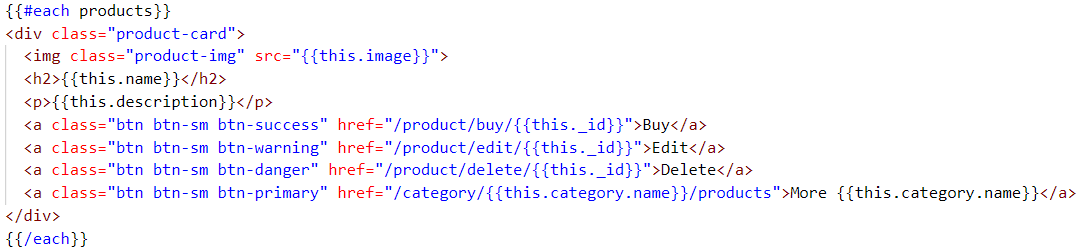 {{#each products}}
<div class="product-card">
  <img class="product-img" src="{{this.image}}">
  <h2>{{this.name}}</h2>
  <p>{{this.description}}</p>
  <a class="btn btn-sm btn-success" href="/product/buy/{{this._id}}">Buy</a>
  <a class="btn btn-sm btn-warning" href="/product/edit/{{this._id}}">Edit</a>
  <a class="btn btn-sm btn-danger" href="/product/delete/{{this._id}}">Delete</a>
  <a class="btn btn-sm btn-primary" href="/category/{{this.category.name}}/products">More {{this.category.name}}</a>
</div>
{{/each}}